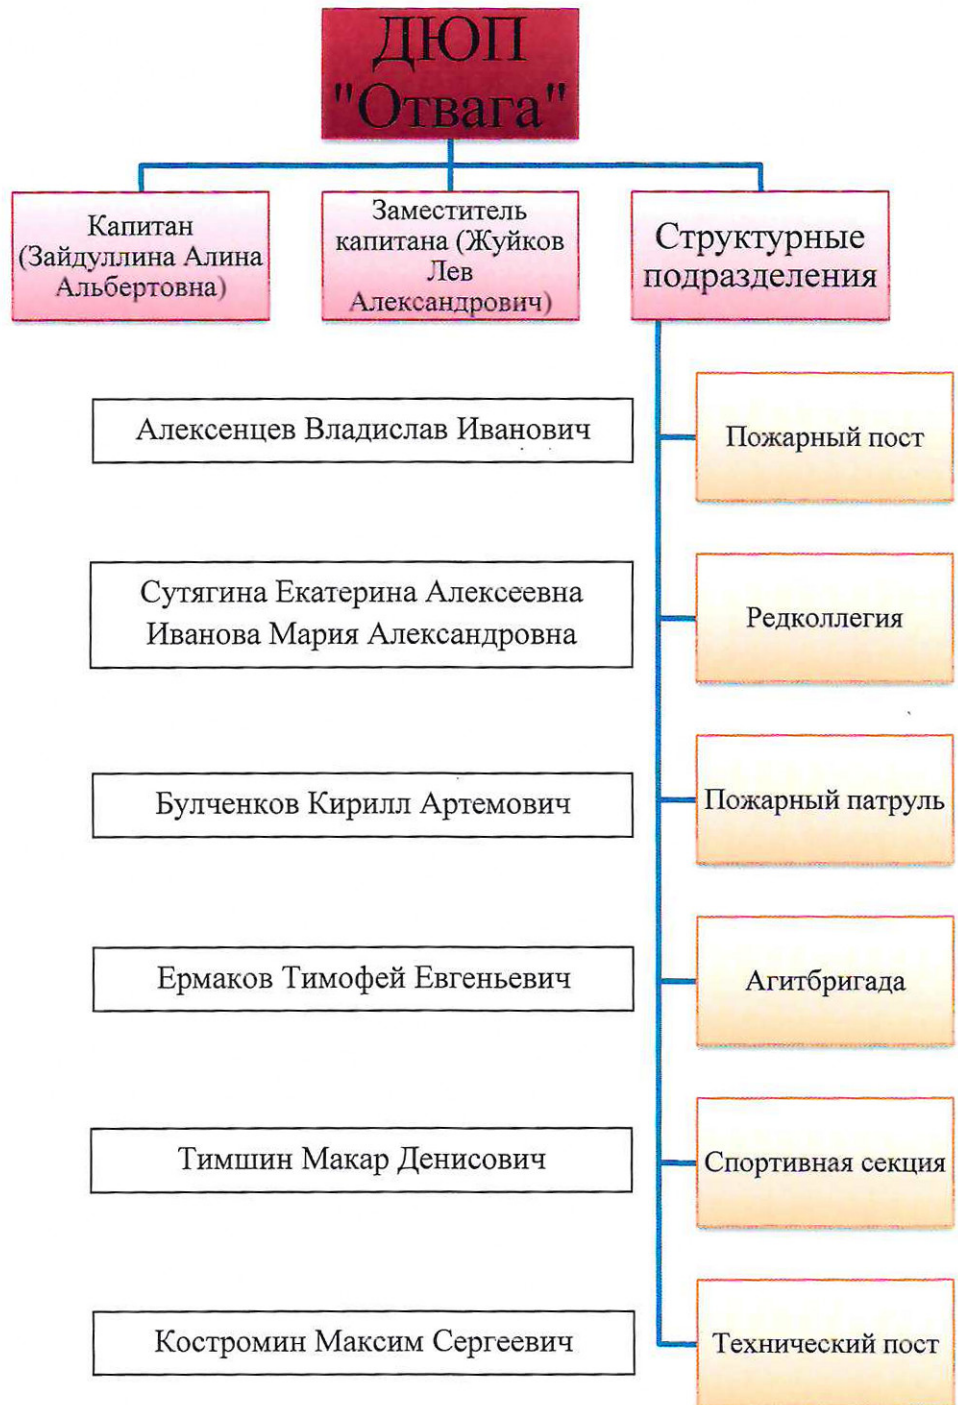 ДЮП
"Отвага"
Капитан
(Зайдуллина Алина
Альбертовна)
Заместитель
капитана (Жуйков
Лев
Александрович)
Структурные
подразделения
Алексенцев Владислав Иванович
Пожарный пост
Сутягина Екатерина Алексеевна
Иванова Мария Александровна
Редколлегия
Булченков Кирилл Артемович
Пожарный патруль
Ермаков Тимофей Евгеньевич
Агитбригада
Тимшин Макар Денисович
Спортивная секция
Костромин Максим Сергеевич
Технический пост